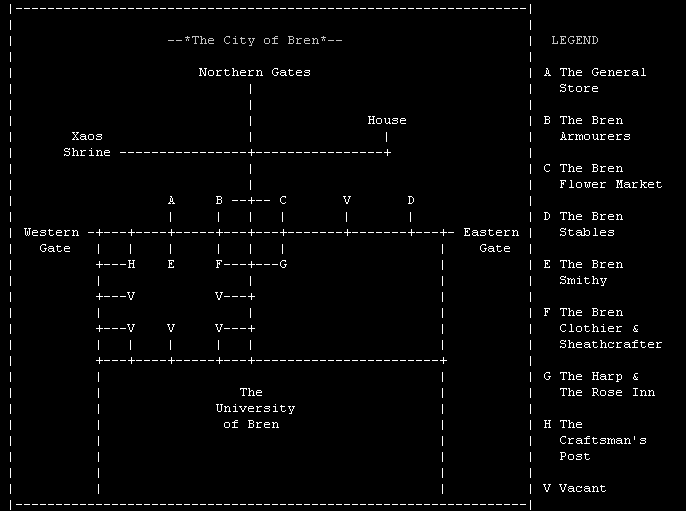 --*The City of Bren*--
Northern Gates
House
Xaos
Shrine
A B C V D
Western
Gate
Eastern
Gate
H E F G
V V
V V V
The
University
of Bren
LEGEND
A The General
Store
B The Bren
Armourers
C The Bren
Flower Market
D The Bren
Stables
E The Bren
Smithy
F The Bren
Clothier &
Sheathcrafter
G The Harp &
The Rose Inn
H The
Craftsman's
Post
V Vacant